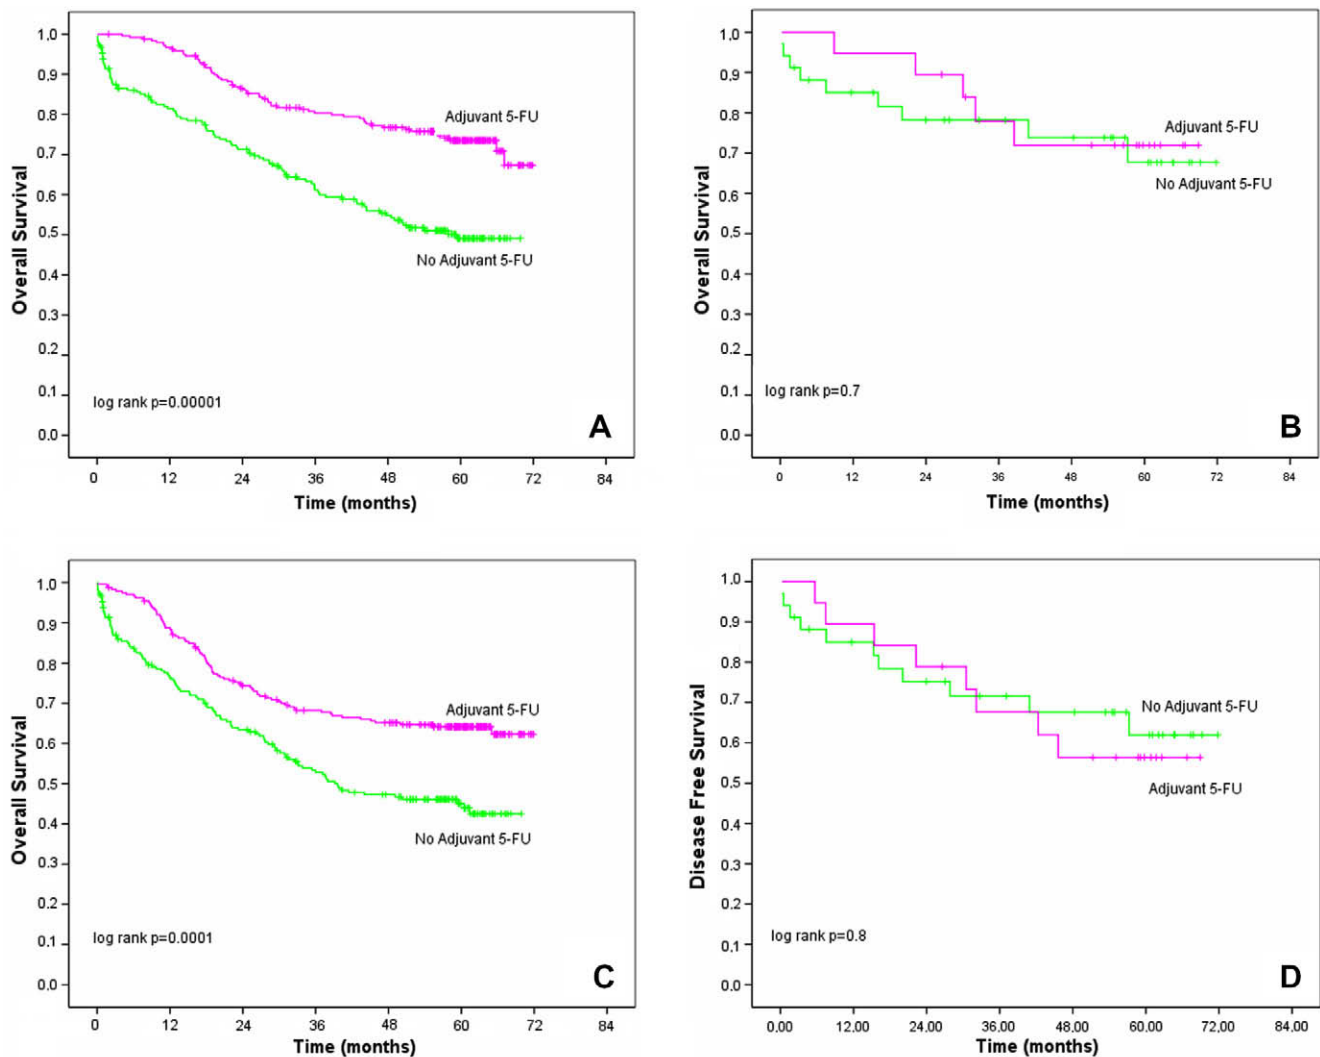 1.0
0.9
0.8
0.7
0.6
0.5
0.4
0.3
0.2
0.1
0.0
Overall Survival
Adjuvant 5-FU
No Adjuvant 5-FU
log rank p=0.00001
A
0 12 24 36 48 60 72 84
Time (months)
1.0
0.9
0.8
0.7
0.6
0.5
0.4
0.3
0.2
0.1
0.0
Overall Survival
Adjuvant 5-FU
No Adjuvant 5-FU
log rank p=0.7
B
0 12 24 36 48 60 72 84
Time (months)
1.0
0.9
0.8
0.7
0.6
0.5
0.4
0.3
0.2
0.1
0.0
Overall Survival
Adjuvant 5-FU
No Adjuvant 5-FU
log rank p=0.0001
C
0 12 24 36 48 60 72 84
Time (months)
1.0
0.9
0.8
0.7
0.6
0.5
0.4
0.3
0.2
0.1
0.0
Disease Free Survival
No Adjuvant 5-FU
Adjuvant 5-FU
log rank p=0.8
D
0.00 12,00 24,00 36,00 48,00 60,00 72,00 84,00
Time (months)